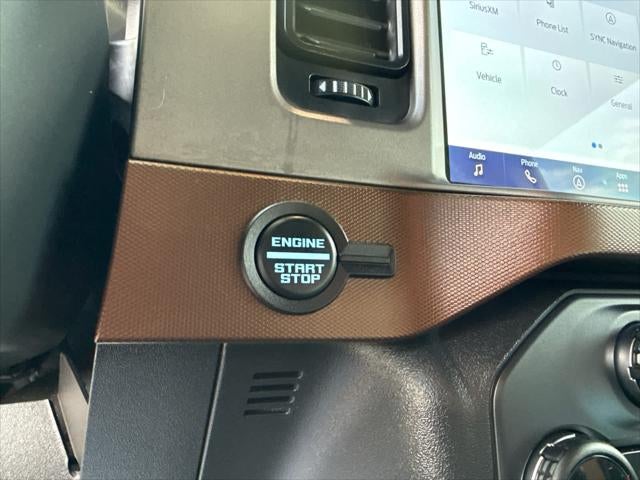 SiriusXM
Phone List
SYNC Navigation
Vehicle
Clock
General
Audio
Phone
Nav
Apps
ENGINE
START
STOP